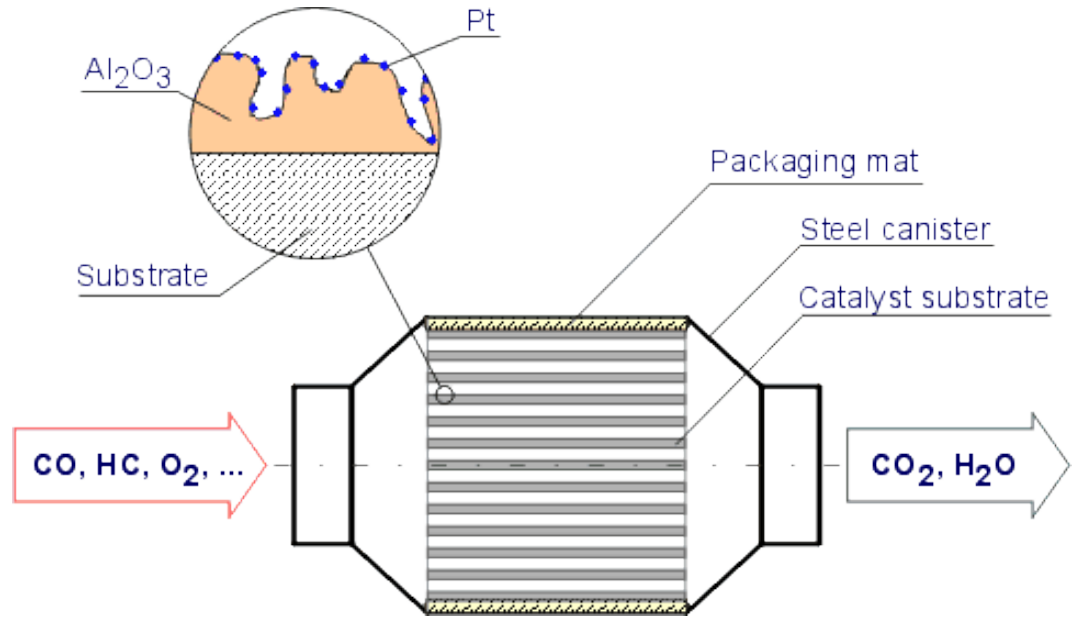 Pt
Al₂O₃
Packaging mat
Steel canister
Substrate
Catalyst substrate
CO, HC, O₂, ...
CO₂, H₂O